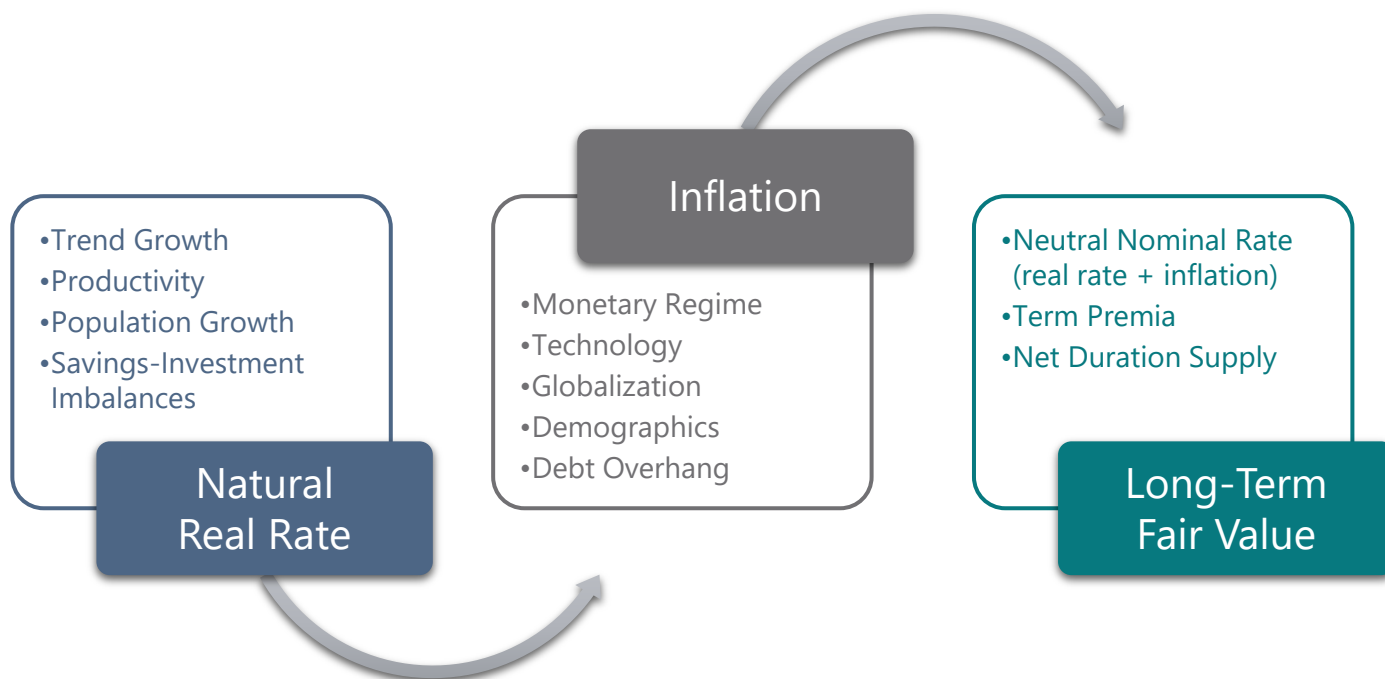 •Trend Growth
•Productivity
•Population Growth
•Savings-Investment
Imbalances
Natural
Real Rate
Inflation
•Monetary Regime
•Technology
•Globalization
•Demographics
•Debt Overhang
•Neutral Nominal Rate
(real rate + inflation)
•Term Premia
•Net Duration Supply
Long-Term
Fair Value